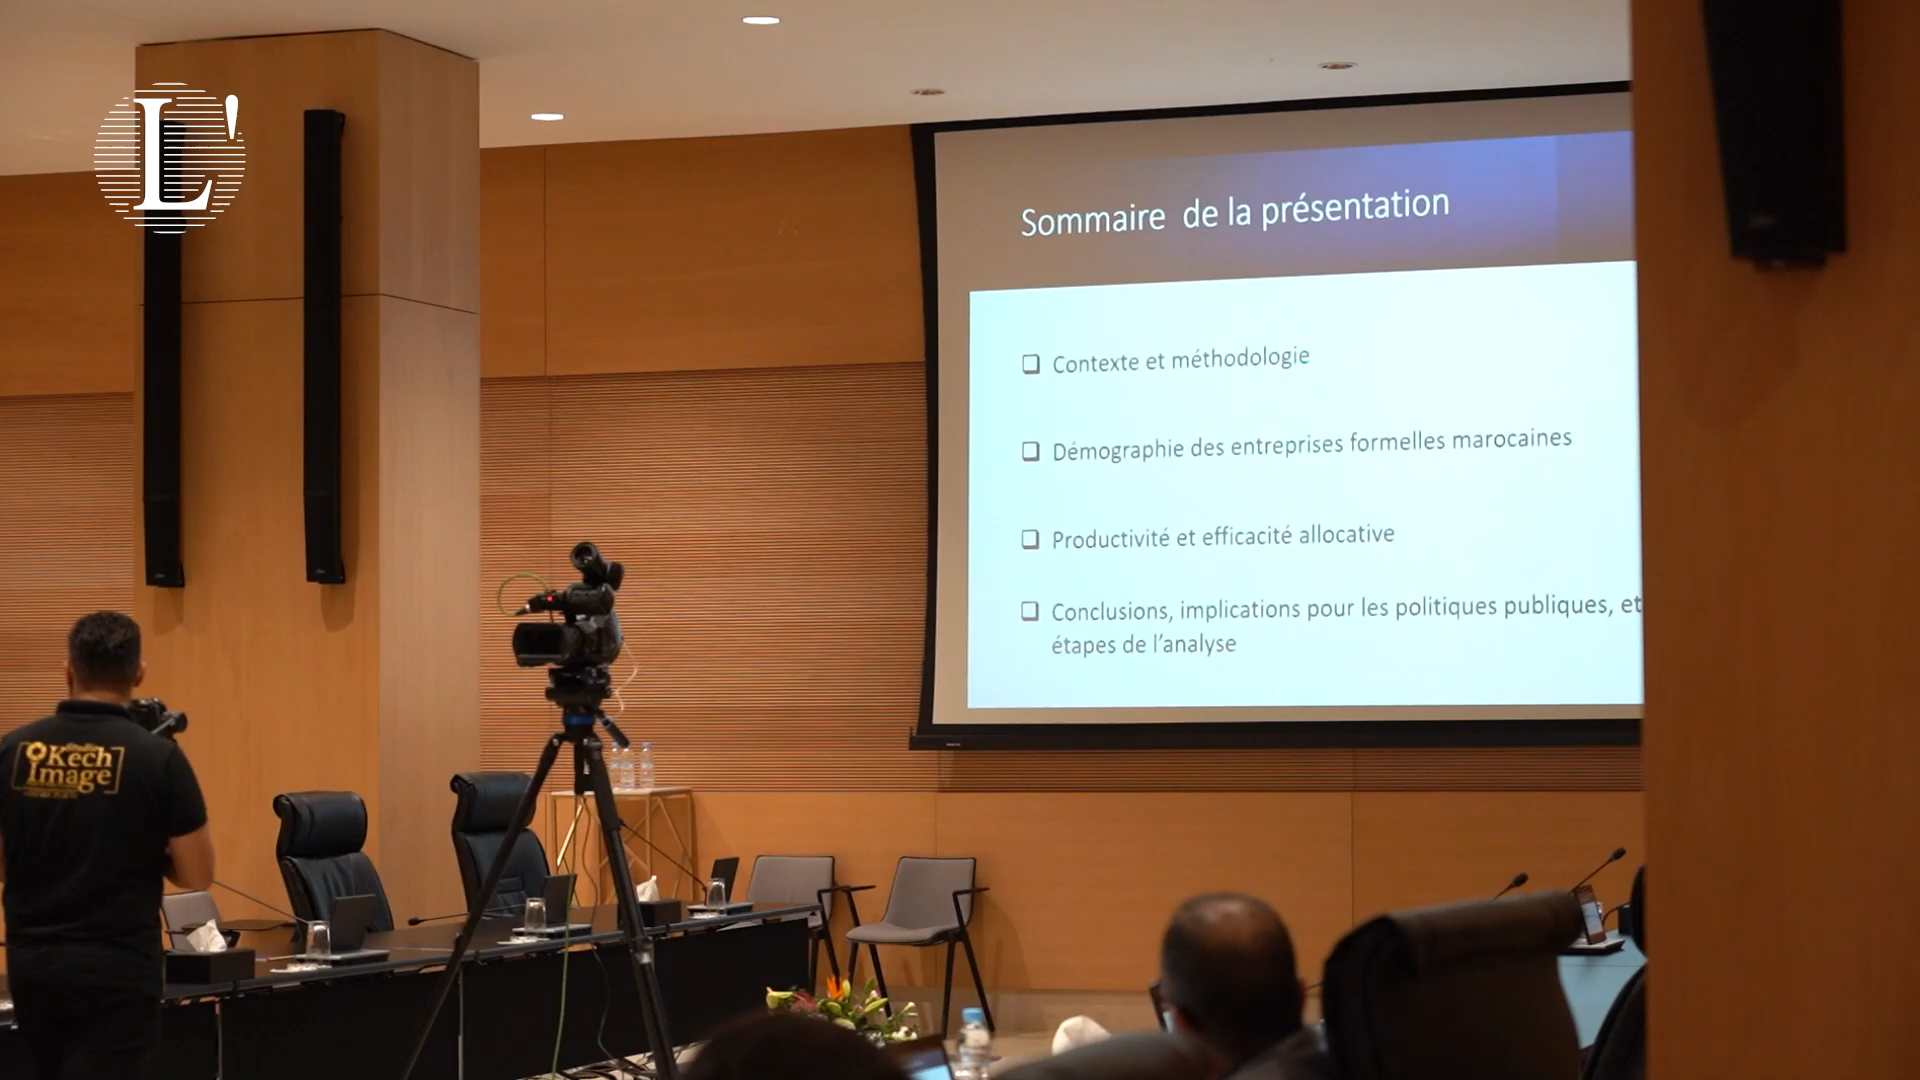 L'
Sommaire de la présentation
❑ Contexte et méthodologie
❑ Démographie des entreprises formelles marocaines
❑ Productivité et efficacité allocative
❑ Conclusions, implications pour les politiques publiques, et
étapes de l'analyse
Studio
Kech
Image